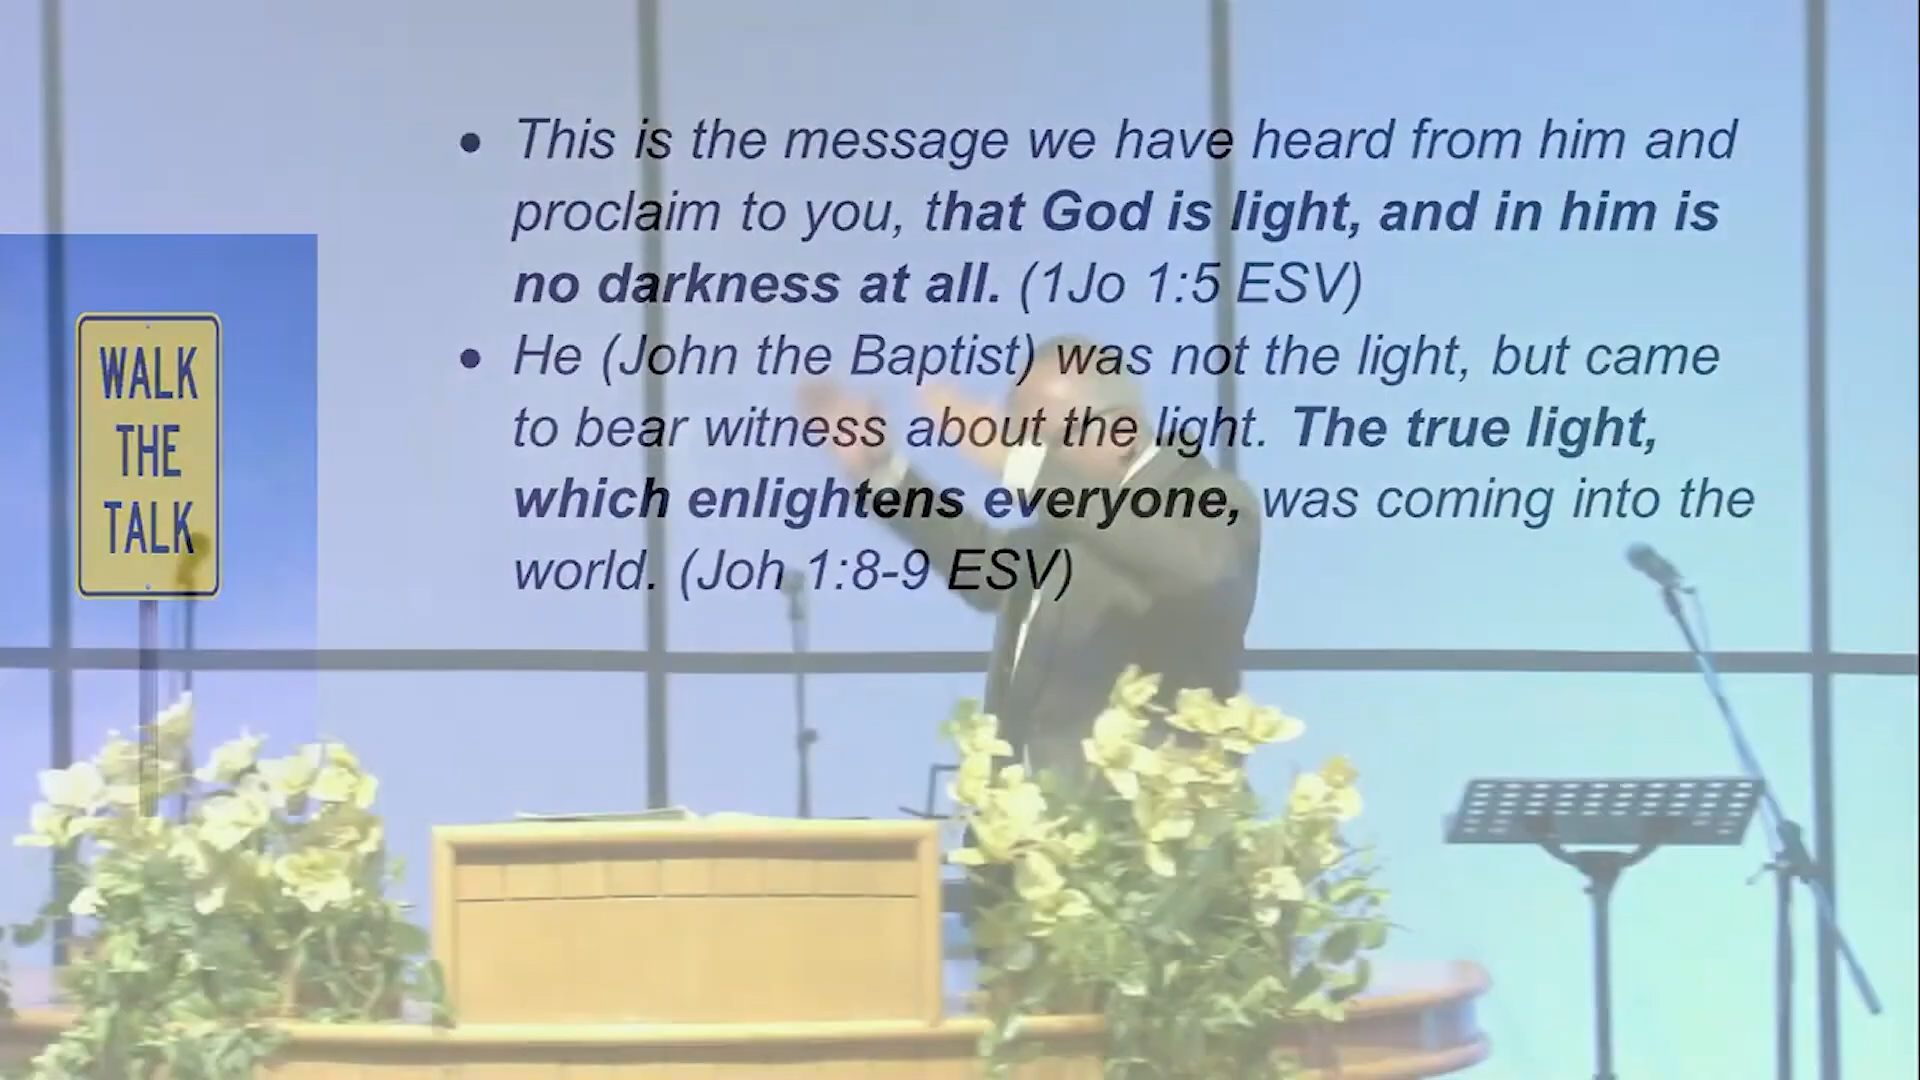 • This is the message we have heard from him and
proclaim to you, that God is light, and in him is
no darkness at all. (1Jo 1:5 ESV)
• He (John the Baptist) was not the light, but came
to bear witness about the light. The true light,
which enlightens everyone, was coming into the
world. (Joh 1:8-9 ESV)
WALK
THE
TALK